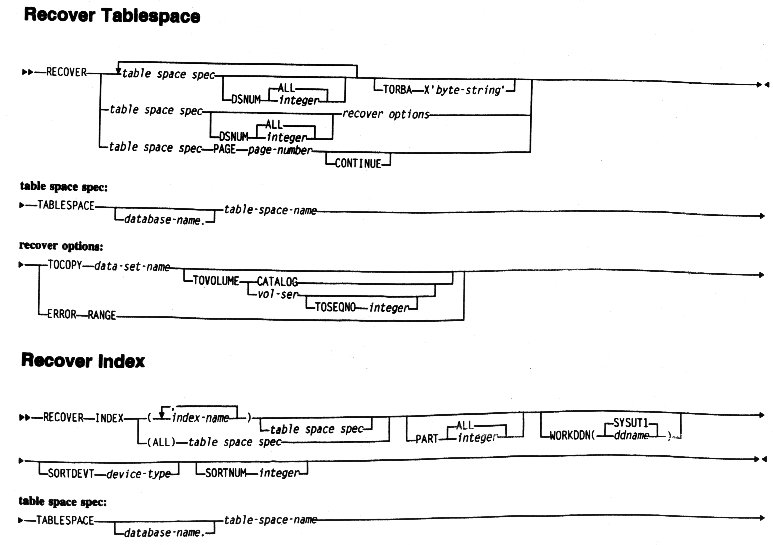 Recover Tablespace
RECOVER table space spec TORBA X'byte-string'
DSNUM ALL integer
table space spec recover options
DSNUM ALL integer
table space spec PAGE page-number CONTINUE
table space spec:
TABLESPACE database-name. table-space-name
recover options:
TOCOPY data-set-name TOVOLUME CATALOG
vol-ser TOSEQNO integer
ERROR RANGE
Recover Index
RECOVER INDEX ( , index-name ) table space spec
(ALL) table space spec PART ALL integer WORKDDN( SYSUT1 ddname )
SORTDEVT device-type SORTNUM integer
table space spec:
TABLESPACE database-name. table-space-name